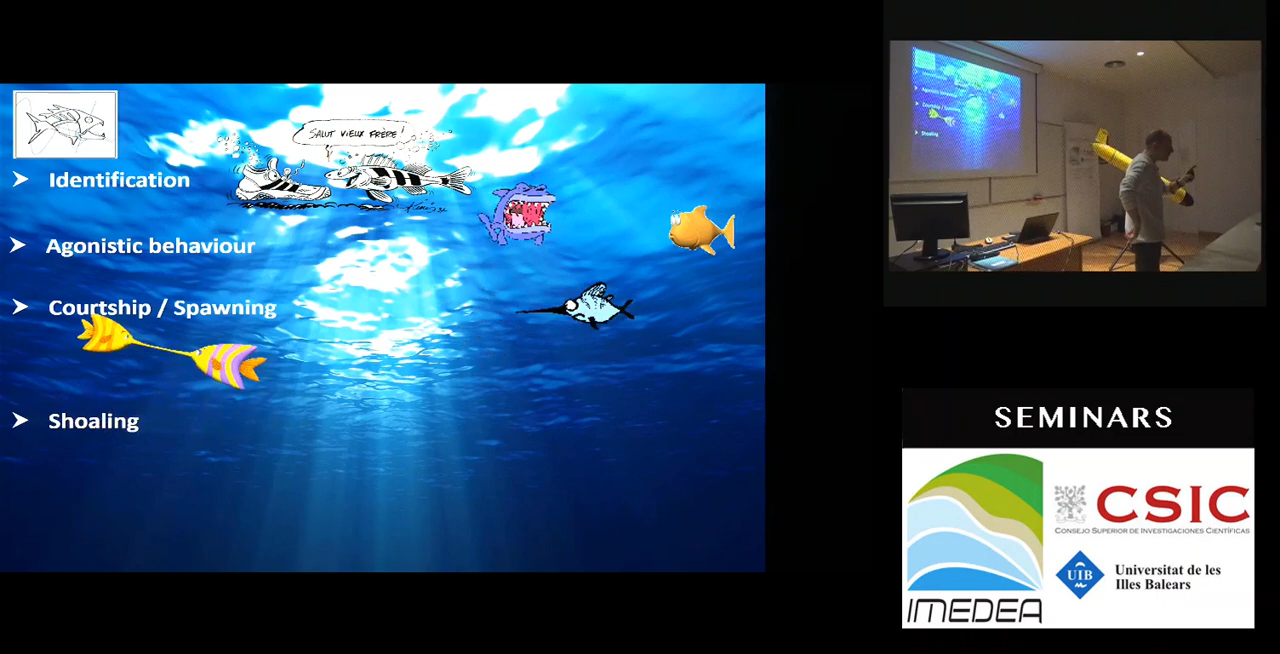 SALUT VIEUX FRÈRE!
Identification
Agonistic behaviour
Courtship / Spawning
Shoaling
Shoaling
SEMINARS
CSIC
CONSEJO SUPERIOR DE INVESTIGACIONES CIENTÍFICAS
UIB
Universitat de les
Illes Balears
IMEDEA